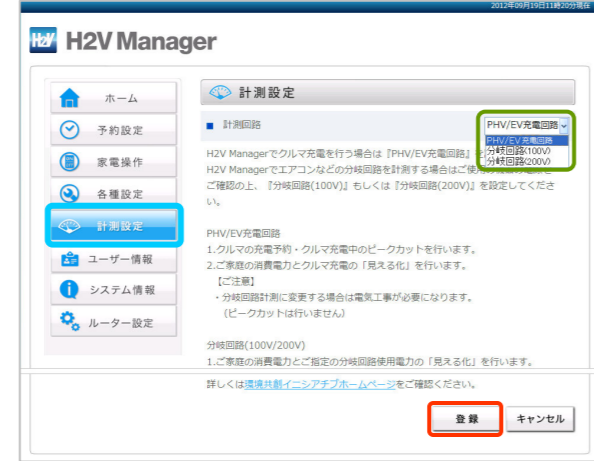 2012年09月19日11時20分現在
H2V H2V Manager
ホーム
予約設定
家電操作
各種設定
計測設定
ユーザー情報
システム情報
ルーター設定
計測設定
計測回路
PHV/EV充電回路
PHV/EV充電回路
分岐回路(100V)
分岐回路(200V)
H2V Managerでクルマ充電を行う場合は『PHV/EV充電回路』を
H2V Managerでエアコンなどの分岐回路を計測する場合はご使用の
ご確認の上、『分岐回路(100V)』もしくは『分岐回路(200V)』を設定してくださ
い。
PHV/EV充電回路
1.クルマの充電予約・クルマ充電中のピークカットを行います。
2.ご家庭の消費電力とクルマ充電の「見える化」を行います。
【ご注意】
・分岐回路計測に変更する場合は電気工事が必要になります。
（ピークカットは行いません）
分岐回路(100V/200V)
1.ご家庭の消費電力とご指定の分岐回路使用電力の「見える化」を行います。
詳しくは環境共創イニシアチブホームページをご確認ください。
登録
キャンセル